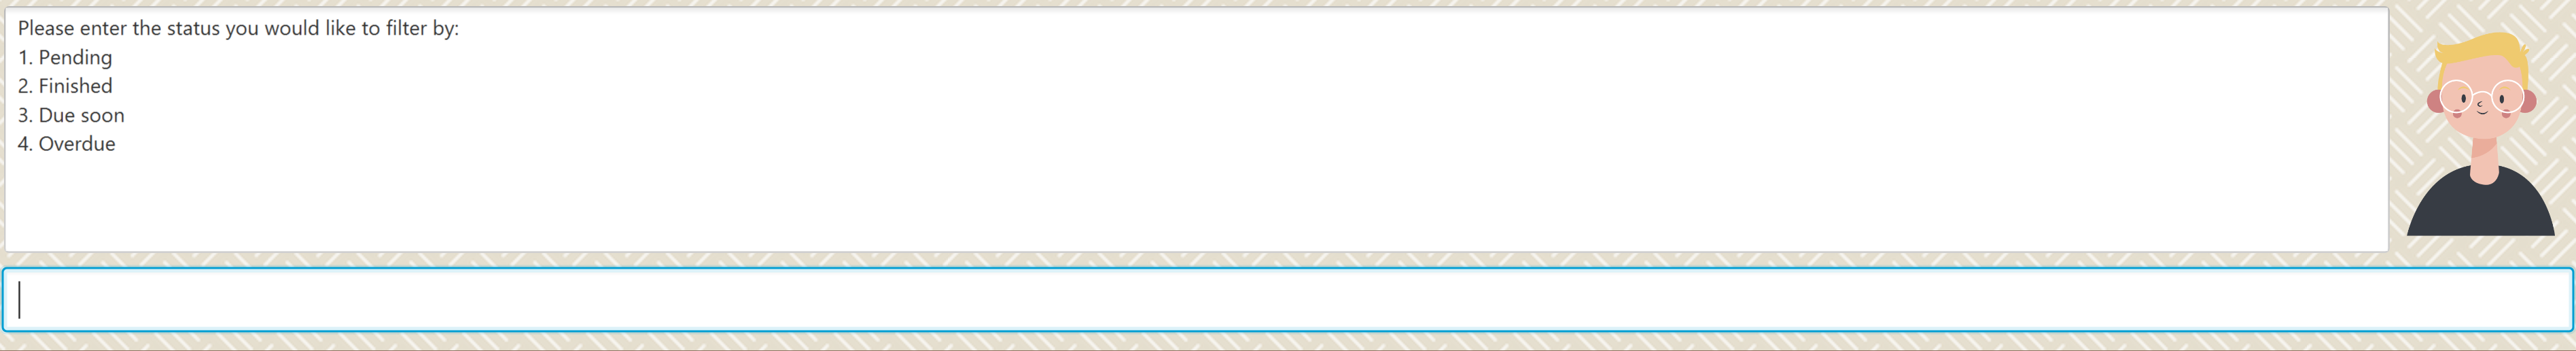 Please enter the status you would like to filter by:
1. Pending
2. Finished
3. Due soon
4. Overdue